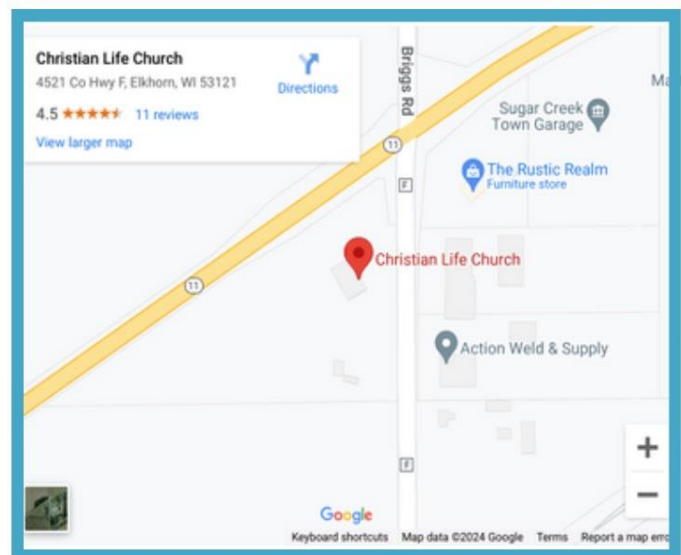 Christian Life Church
4521 Co Hwy F, Elkhorn, WI 53121
4.5 11 reviews
View larger map
Directions
Briggs Rd
Ma
Sugar Creek
Town Garage
11
The Rustic Realm
Furniture store
F
Christian Life Church
11
Action Weld & Supply
+
F
−
Google
Keyboard shortcuts Map data ©2024 Google Terms Report a map erro